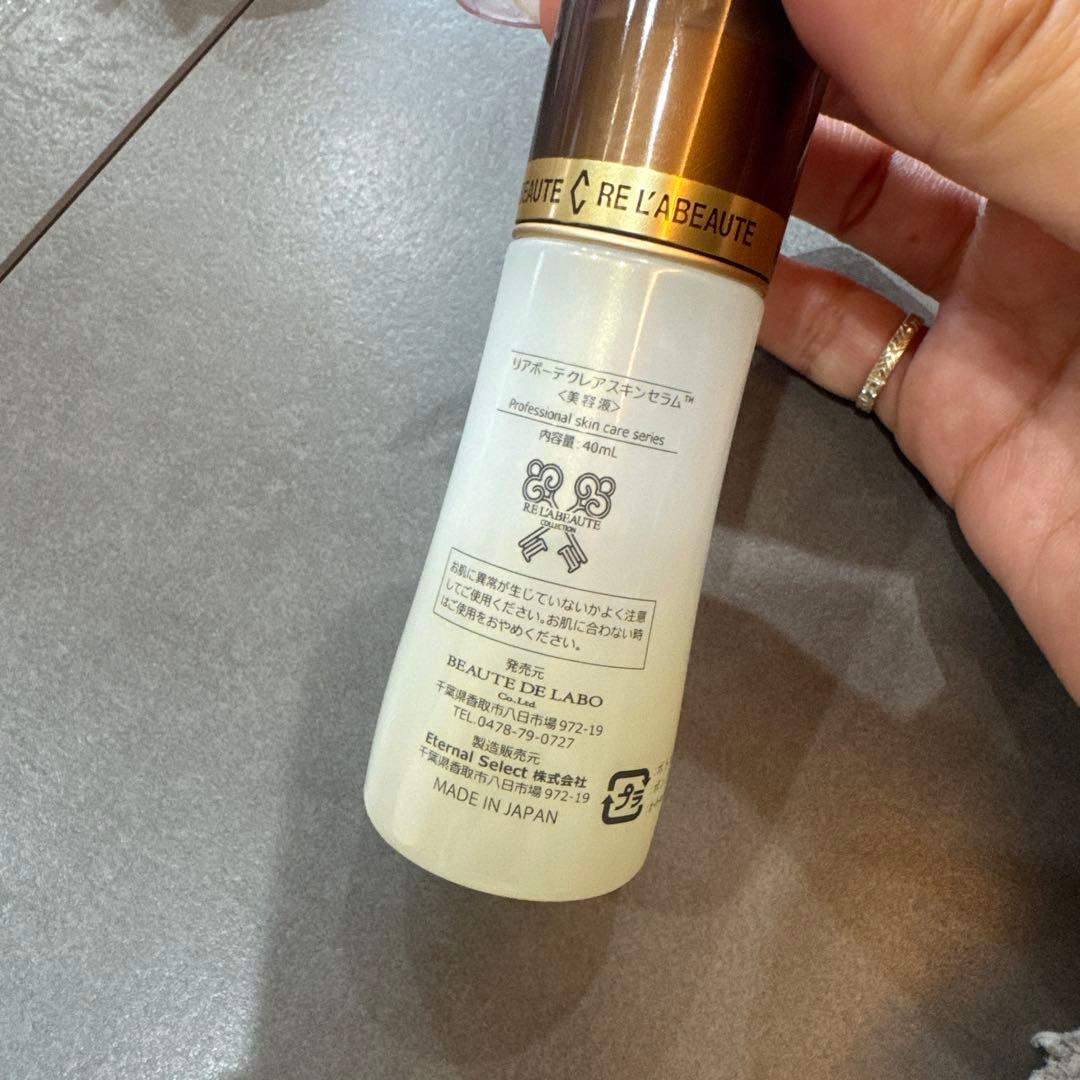 BEAUTE RE L'ABEAUTE
リアボーテ クレアスキンセラム™
<美容液>
Professional skin care series
内容量:40mL
RE L'ABEAUTE
COLLECTION
お肌に異常が生じていないかよく注意
してご使用ください。お肌に合わない時
はご使用をおやめください。
発売元
BEAUTE DE LABO
Co.Ltd.
千葉県香取市八日市場972-19
TEL.0478-79-0727
製造販売元
Eternal Select 株式会社
千葉県香取市八日市場972-19
MADE IN JAPAN
プラ